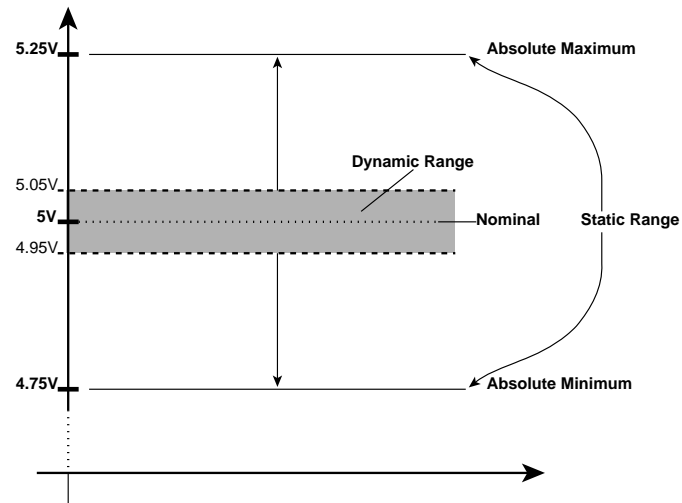 5.25V
Absolute Maximum
Dynamic Range
5.05V
5V
Nominal
Static Range
4.95V
4.75V
Absolute Minimum